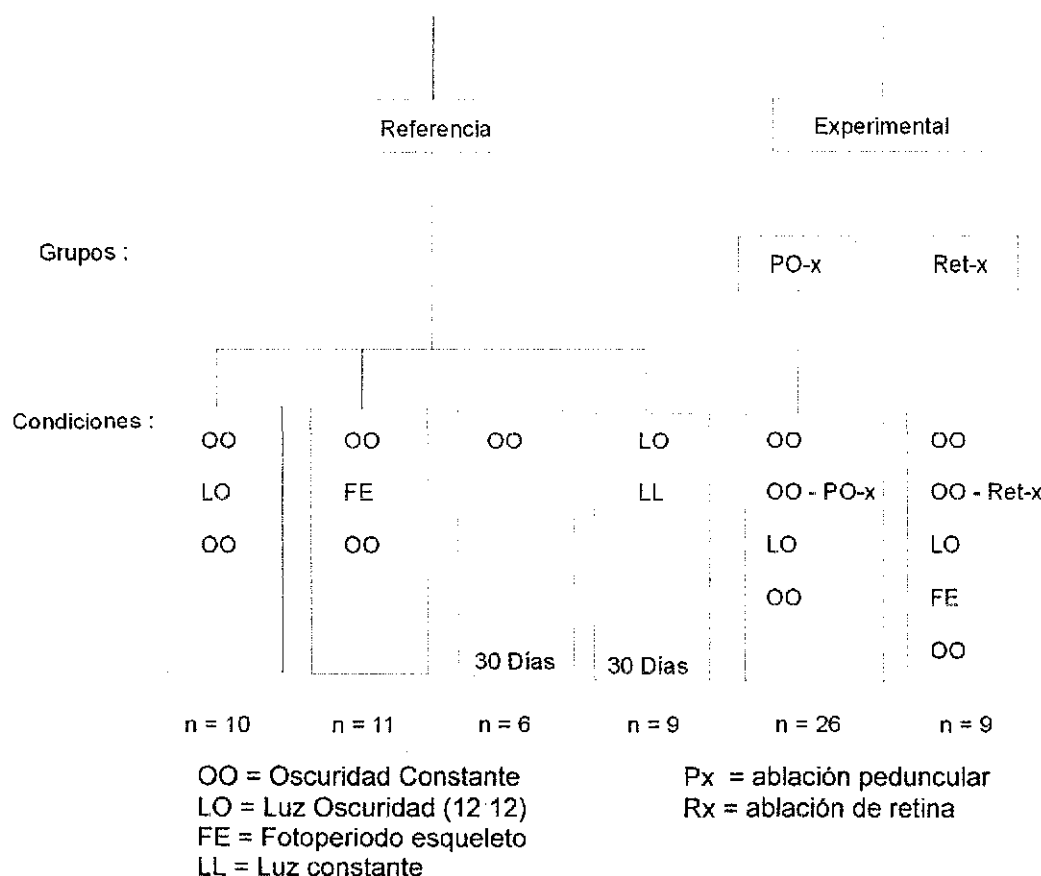 Referencia Experimental
Grupos : PO-x Ret-x
Condiciones :
OO OO OO LO OO OO
LO FE LL OO - PO-x OO - Ret-x
OO OO LO LO
OO FE
OO
30 Días 30 Días
n = 10 n = 11 n = 6 n = 9 n = 26 n = 9
OO = Oscuridad Constante Px = ablación peduncular
LO = Luz Oscuridad (12 12) Rx = ablación de retina
FE = Fotoperiodo esqueleto
LL = Luz constante